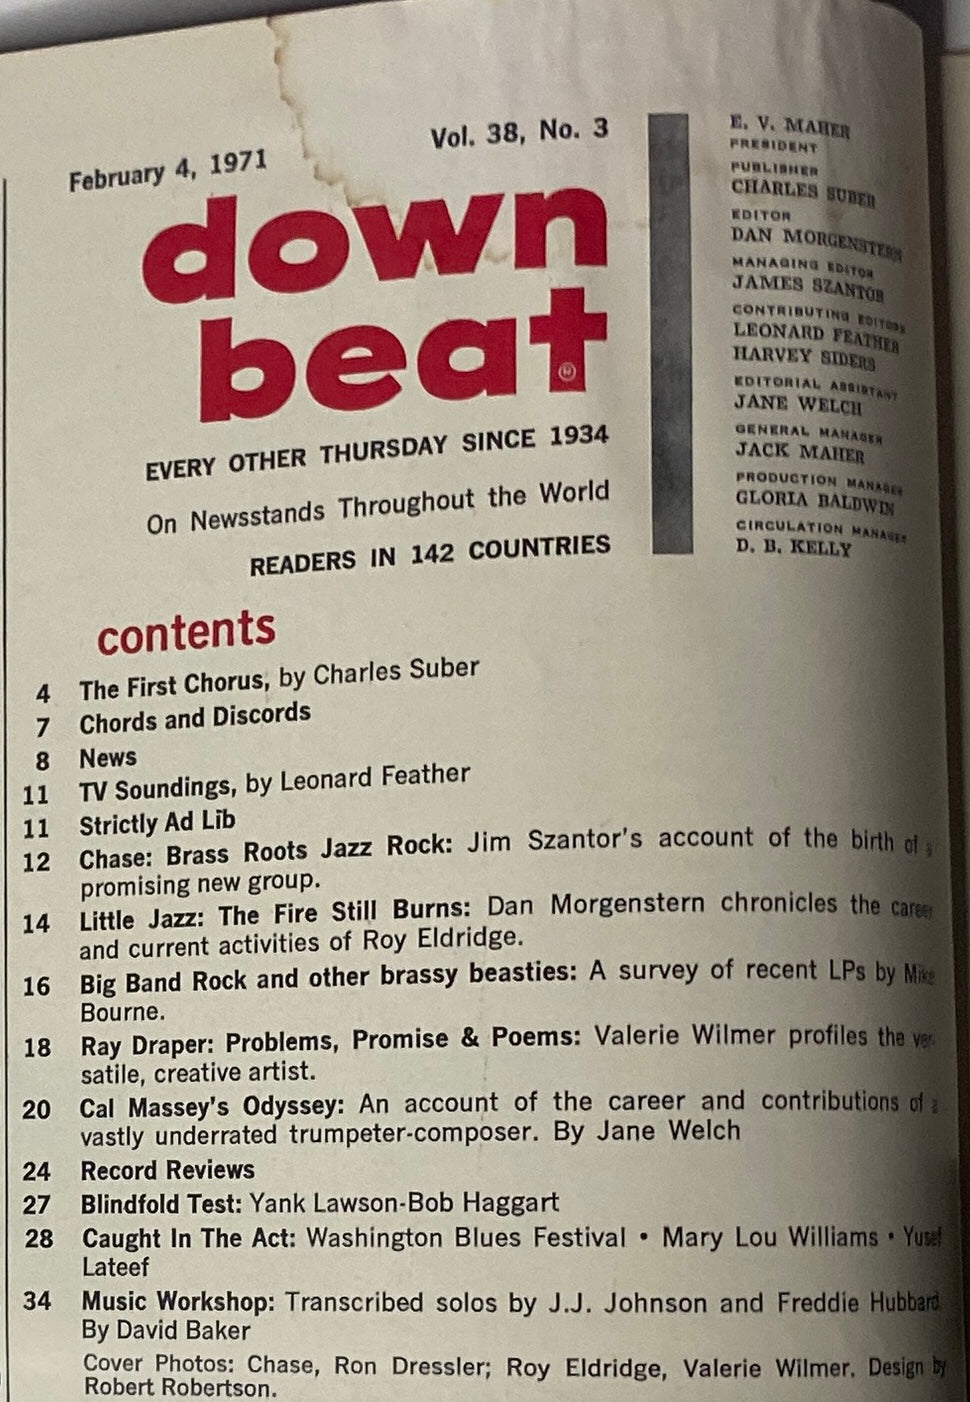 February 4, 1971
Vol. 38, No. 3
down
beat
®
EVERY OTHER THURSDAY SINCE 1934
On Newsstands Throughout the World
READERS IN 142 COUNTRIES
E. V. MAHER
PRESIDENT
PUBLISHER
CHARLES SUBER
EDITOR
DAN MORGENSTERN
MANAGING EDITOR
JAMES SZANTOR
CONTRIBUTING EDITORS
LEONARD FEATHER
HARVEY SIDERS
EDITORIAL ASSISTANT
JANE WELCH
GENERAL MANAGER
JACK MAHER
PRODUCTION MANAGER
GLORIA BALDWIN
CIRCULATION MANAGER
D. B. KELLY
contents
4 The First Chorus, by Charles Suber
7 Chords and Discords
8 News
11 TV Soundings, by Leonard Feather
11 Strictly Ad Lib
12 Chase: Brass Roots Jazz Rock: Jim Szantor's account of the birth of a
promising new group.
14 Little Jazz: The Fire Still Burns: Dan Morgenstern chronicles the career
and current activities of Roy Eldridge.
16 Big Band Rock and other brassy beasties: A survey of recent LPs by Mike
Bourne.
18 Ray Draper: Problems, Promise & Poems: Valerie Wilmer profiles the ver-
satile, creative artist.
20 Cal Massey's Odyssey: An account of the career and contributions of a
vastly underrated trumpeter-composer. By Jane Welch
24 Record Reviews
27 Blindfold Test: Yank Lawson-Bob Haggart
28 Caught In The Act: Washington Blues Festival • Mary Lou Williams • Yusef
Lateef
34 Music Workshop: Transcribed solos by J.J. Johnson and Freddie Hubbard
By David Baker
Cover Photos: Chase, Ron Dressler; Roy Eldridge, Valerie Wilmer. Design by
Robert Robertson.